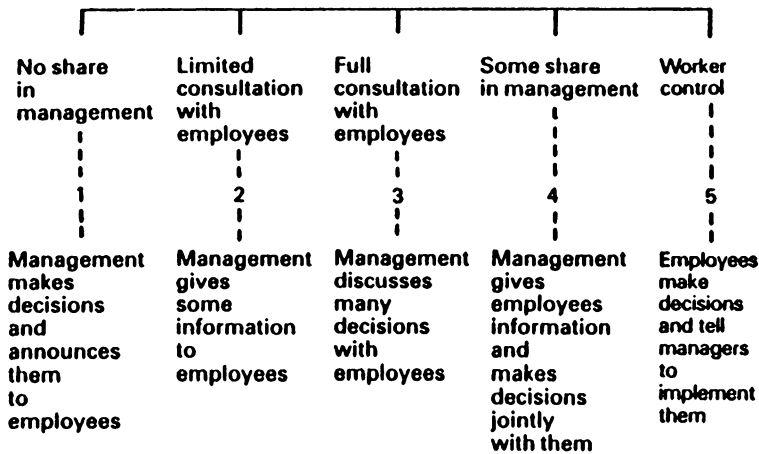 No share
in
management
Limited
consultation
with
employees
Full
consultation
with
employees
Some share
in management
Worker
control
1
2
3
4
5
Management
makes
decisions
and
announces
them
to
employees
Management
gives
some
information
to
employees
Management
discusses
many
decisions
with
employees
Management
gives
employees
information
and
makes
decisions
jointly
with them
Employees
make
decisions
and tell
managers
to
implement
them